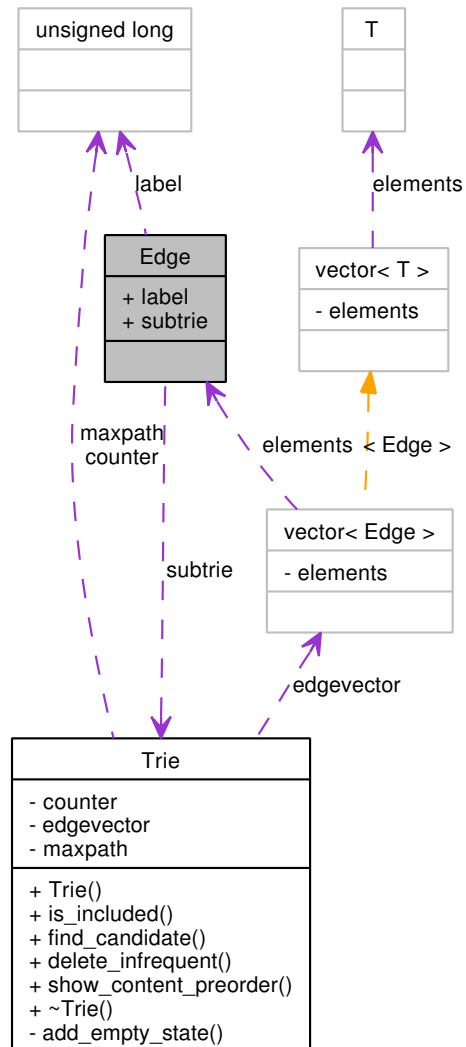 unsigned long
T
label
elements
Edge
+ label
+ subtrie
vector< T >
- elements
maxpath
counter
elements
< Edge >
vector< Edge >
- elements
subtrie
edgevector
Trie
- counter
- edgevector
- maxpath
+ Trie()
+ is_included()
+ find_candidate()
+ delete_infrequent()
+ show_content_preorder()
+ ~Trie()
- add_empty_state()